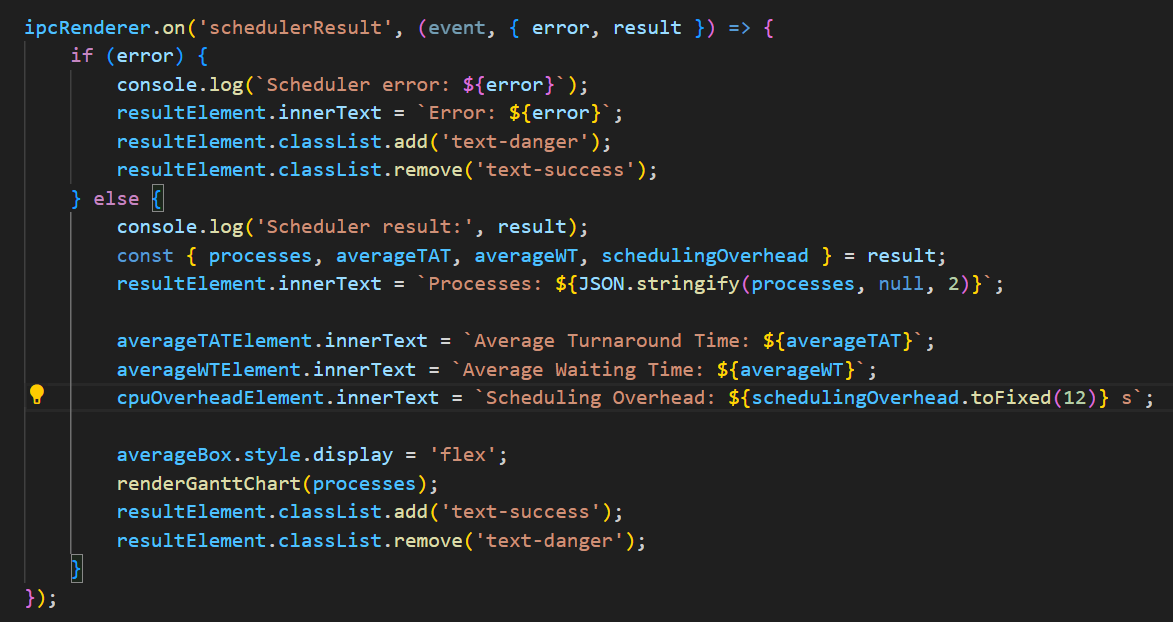 ipcRenderer.on('schedulerResult', (event, { error, result }) => {
    if (error) {
        console.log(`Scheduler error: ${error}`);
        resultElement.innerText = `Error: ${error}`;
        resultElement.classList.add('text-danger');
        resultElement.classList.remove('text-success');
    } else {
        console.log('Scheduler result:', result);
        const { processes, averageTAT, averageWT, schedulingOverhead } = result;
        resultElement.innerText = `Processes: ${JSON.stringify(processes, null, 2)}`;

        averageTATElement.innerText = `Average Turnaround Time: ${averageTAT}`;
        averageWTElement.innerText = `Average Waiting Time: ${averageWT}`;
        cpuOverheadElement.innerText = `Scheduling Overhead: ${schedulingOverhead.toFixed(12)} s`;

        averageBox.style.display = 'flex';
        renderGanttChart(processes);
        resultElement.classList.add('text-success');
        resultElement.classList.remove('text-danger');
    }
});